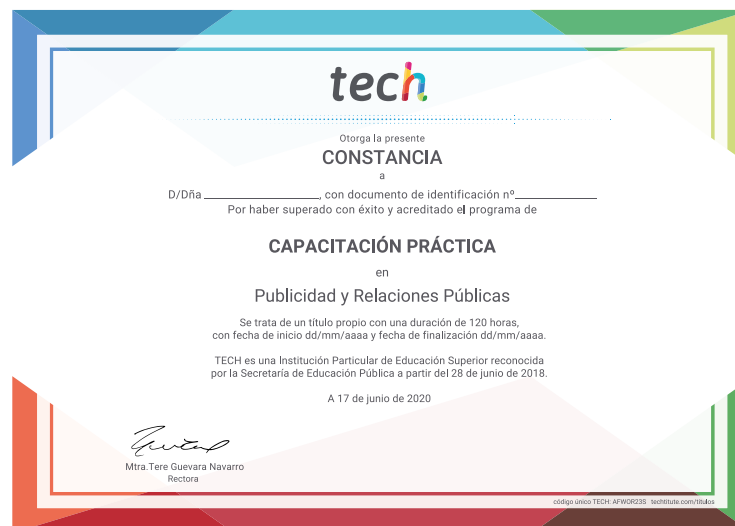 tech
Otorga la presente
CONSTANCIA
a
D/Dña ____________________, con documento de identificación nº______________
Por haber superado con éxito y acreditado el programa de
CAPACITACIÓN PRÁCTICA
en
Publicidad y Relaciones Públicas
Se trata de un título propio con una duración de 120 horas,
con fecha de inicio dd/mm/aaaa y fecha de finalización dd/mm/aaaa.
TECH es una Institución Particular de Educación Superior reconocida
por la Secretaría de Educación Pública a partir del 28 de junio de 2018.
A 17 de junio de 2020
Mtra.Tere Guevara Navarro
Rectora
código único TECH: AFWOR23S techtitute.com/titulos